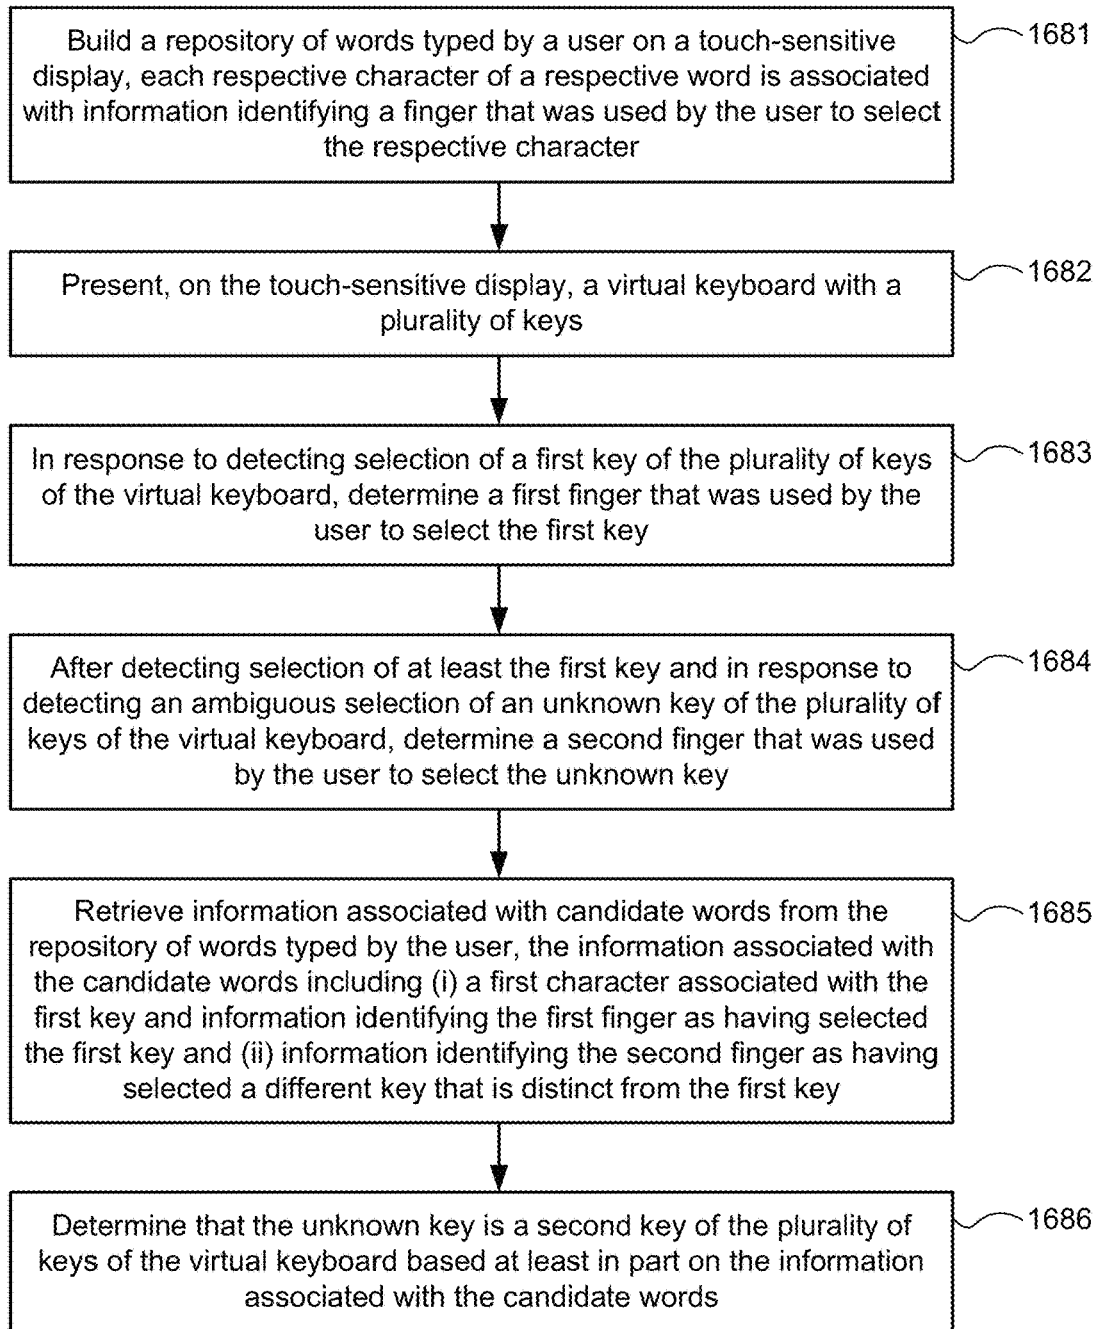 Build a repository of words typed by a user on a touch-sensitive
display, each respective character of a respective word is associated
with information identifying a finger that was used by the user to select
the respective character
1681
Present, on the touch-sensitive display, a virtual keyboard with a
plurality of keys
1682
In response to detecting selection of a first key of the plurality of keys
of the virtual keyboard, determine a first finger that was used by the
user to select the first key
1683
After detecting selection of at least the first key and in response to
detecting an ambiguous selection of an unknown key of the plurality of
keys of the virtual keyboard, determine a second finger that was used
by the user to select the unknown key
1684
Retrieve information associated with candidate words from the
repository of words typed by the user, the information associated with
the candidate words including (i) a first character associated with the
first key and information identifying the first finger as having selected
the first key and (ii) information identifying the second finger as having
selected a different key that is distinct from the first key
1685
Determine that the unknown key is a second key of the plurality of
keys of the virtual keyboard based at least in part on the information
associated with the candidate words
1686